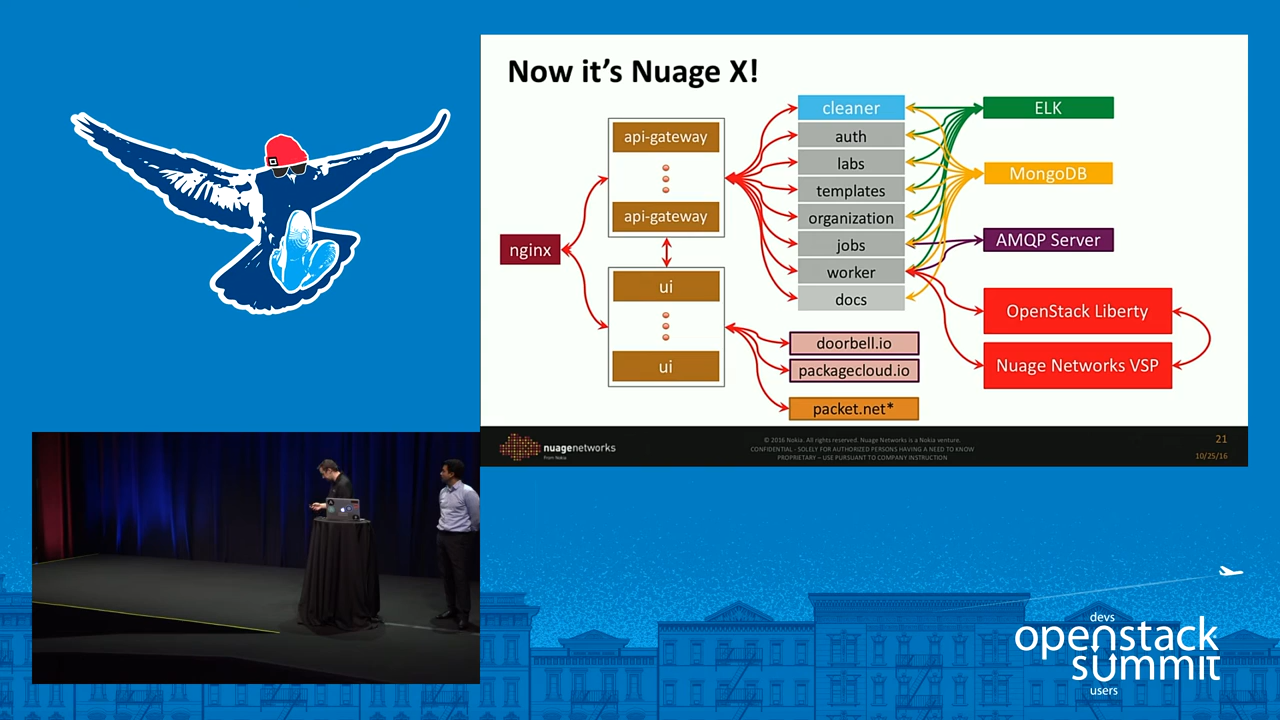 Now it's Nuage X!
nginx
api-gateway
api-gateway
ui
ui
cleaner
auth
labs
templates
organization
jobs
worker
docs
doorbell.io
packagecloud.io
packet.net*
ELK
MongoDB
AMQP Server
OpenStack Liberty
Nuage Networks VSP
nuagenetworks
from Nokia
© 2016 Nokia. All rights reserved. Nuage Networks is a Nokia venture.
CONFIDENTIAL - SOLELY FOR AUTHORIZED PERSONS HAVING A NEED TO KNOW
PROPRIETARY – USE PURSUANT TO COMPANY INSTRUCTION
21
10/25/16
devs
openstack
summit
users